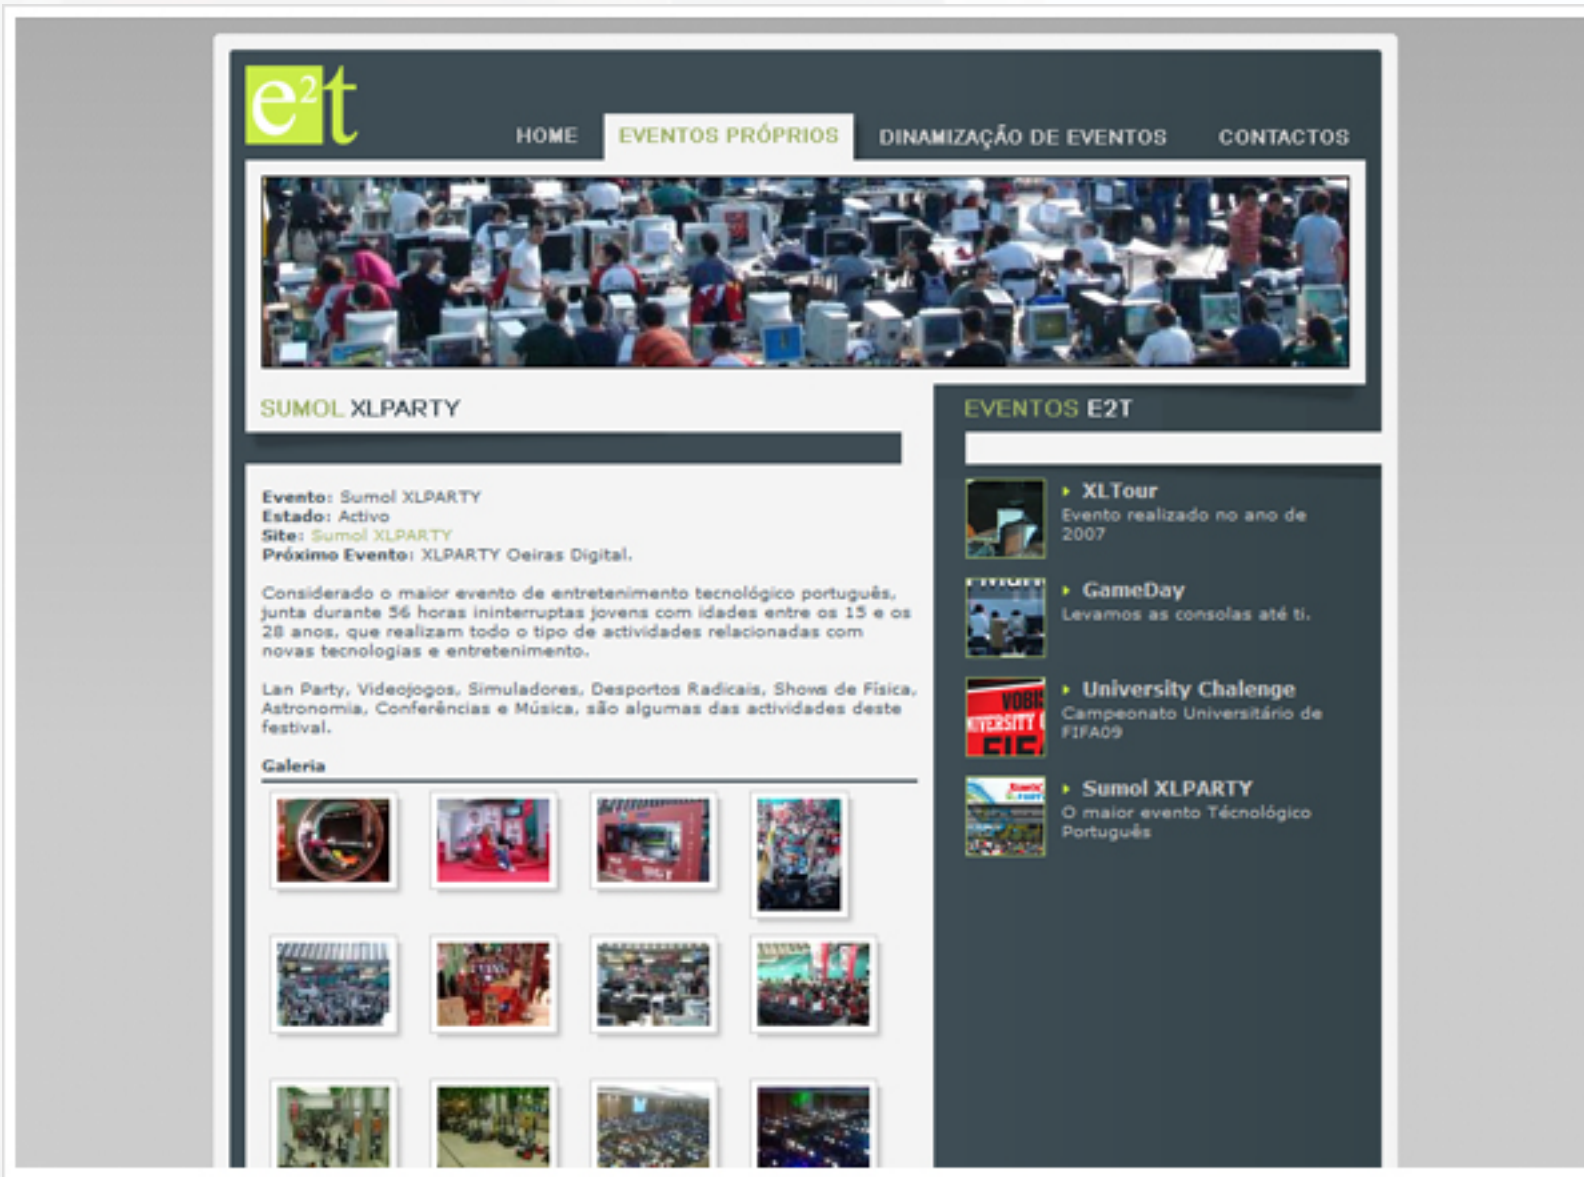 e²t
HOME
EVENTOS PRÓPRIOS
DINAMIZAÇÃO DE EVENTOS
CONTACTOS
SUMOL XLPARTY
Evento: Sumol XLPARTY
Estado: Activo
Site: Sumol XLPARTY
Próximo Evento: XLPARTY Oeiras Digital.
Considerado o maior evento de entretenimento tecnológico português,
junta durante 56 horas ininterruptas jovens com idades entre os 15 e os
28 anos, que realizam todo o tipo de actividades relacionadas com
novas tecnologias e entretenimento.
Lan Party, Videojogos, Simuladores, Desportos Radicais, Shows de Física,
Astronomia, Conferências e Música, são algumas das actividades deste
festival.
Galeria
EVENTOS E2T
XLTour
Evento realizado no ano de
2007
GameDay
Levamos as consolas até ti.
University Chalenge
Campeonato Universitário de
FIFA09
Sumol XLPARTY
O maior evento Técnológico
Português